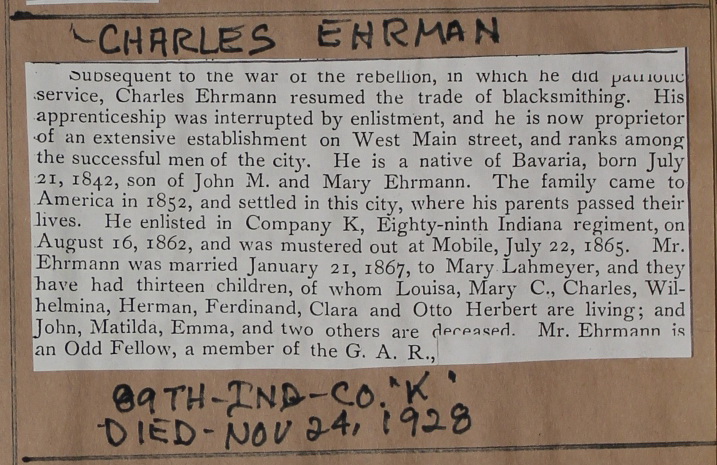 CHARLES EHRMAN
Subsequent to the war of the rebellion, in which he did patriotic
service, Charles Ehrmann resumed the trade of blacksmithing. His
apprenticeship was interrupted by enlistment, and he is now proprietor
of an extensive establishment on West Main street, and ranks among
the successful men of the city. He is a native of Bavaria, born July
21, 1842, son of John M. and Mary Ehrmann. The family came to
America in 1852, and settled in this city, where his parents passed their
lives. He enlisted in Company K, Eighty-ninth Indiana regiment, on
August 16, 1862, and was mustered out at Mobile, July 22, 1865. Mr.
Ehrmann was married January 21, 1867, to Mary Lahmeyer, and they
have had thirteen children, of whom Louisa, Mary C., Charles, Wil-
helmina, Herman, Ferdinand, Clara and Otto Herbert are living; and
John, Matilda, Emma, and two others are deceased. Mr. Ehrmann is
an Odd Fellow, a member of the G. A. R.,
89TH-IND-CO. "K"
DIED-NOV 24, 1928